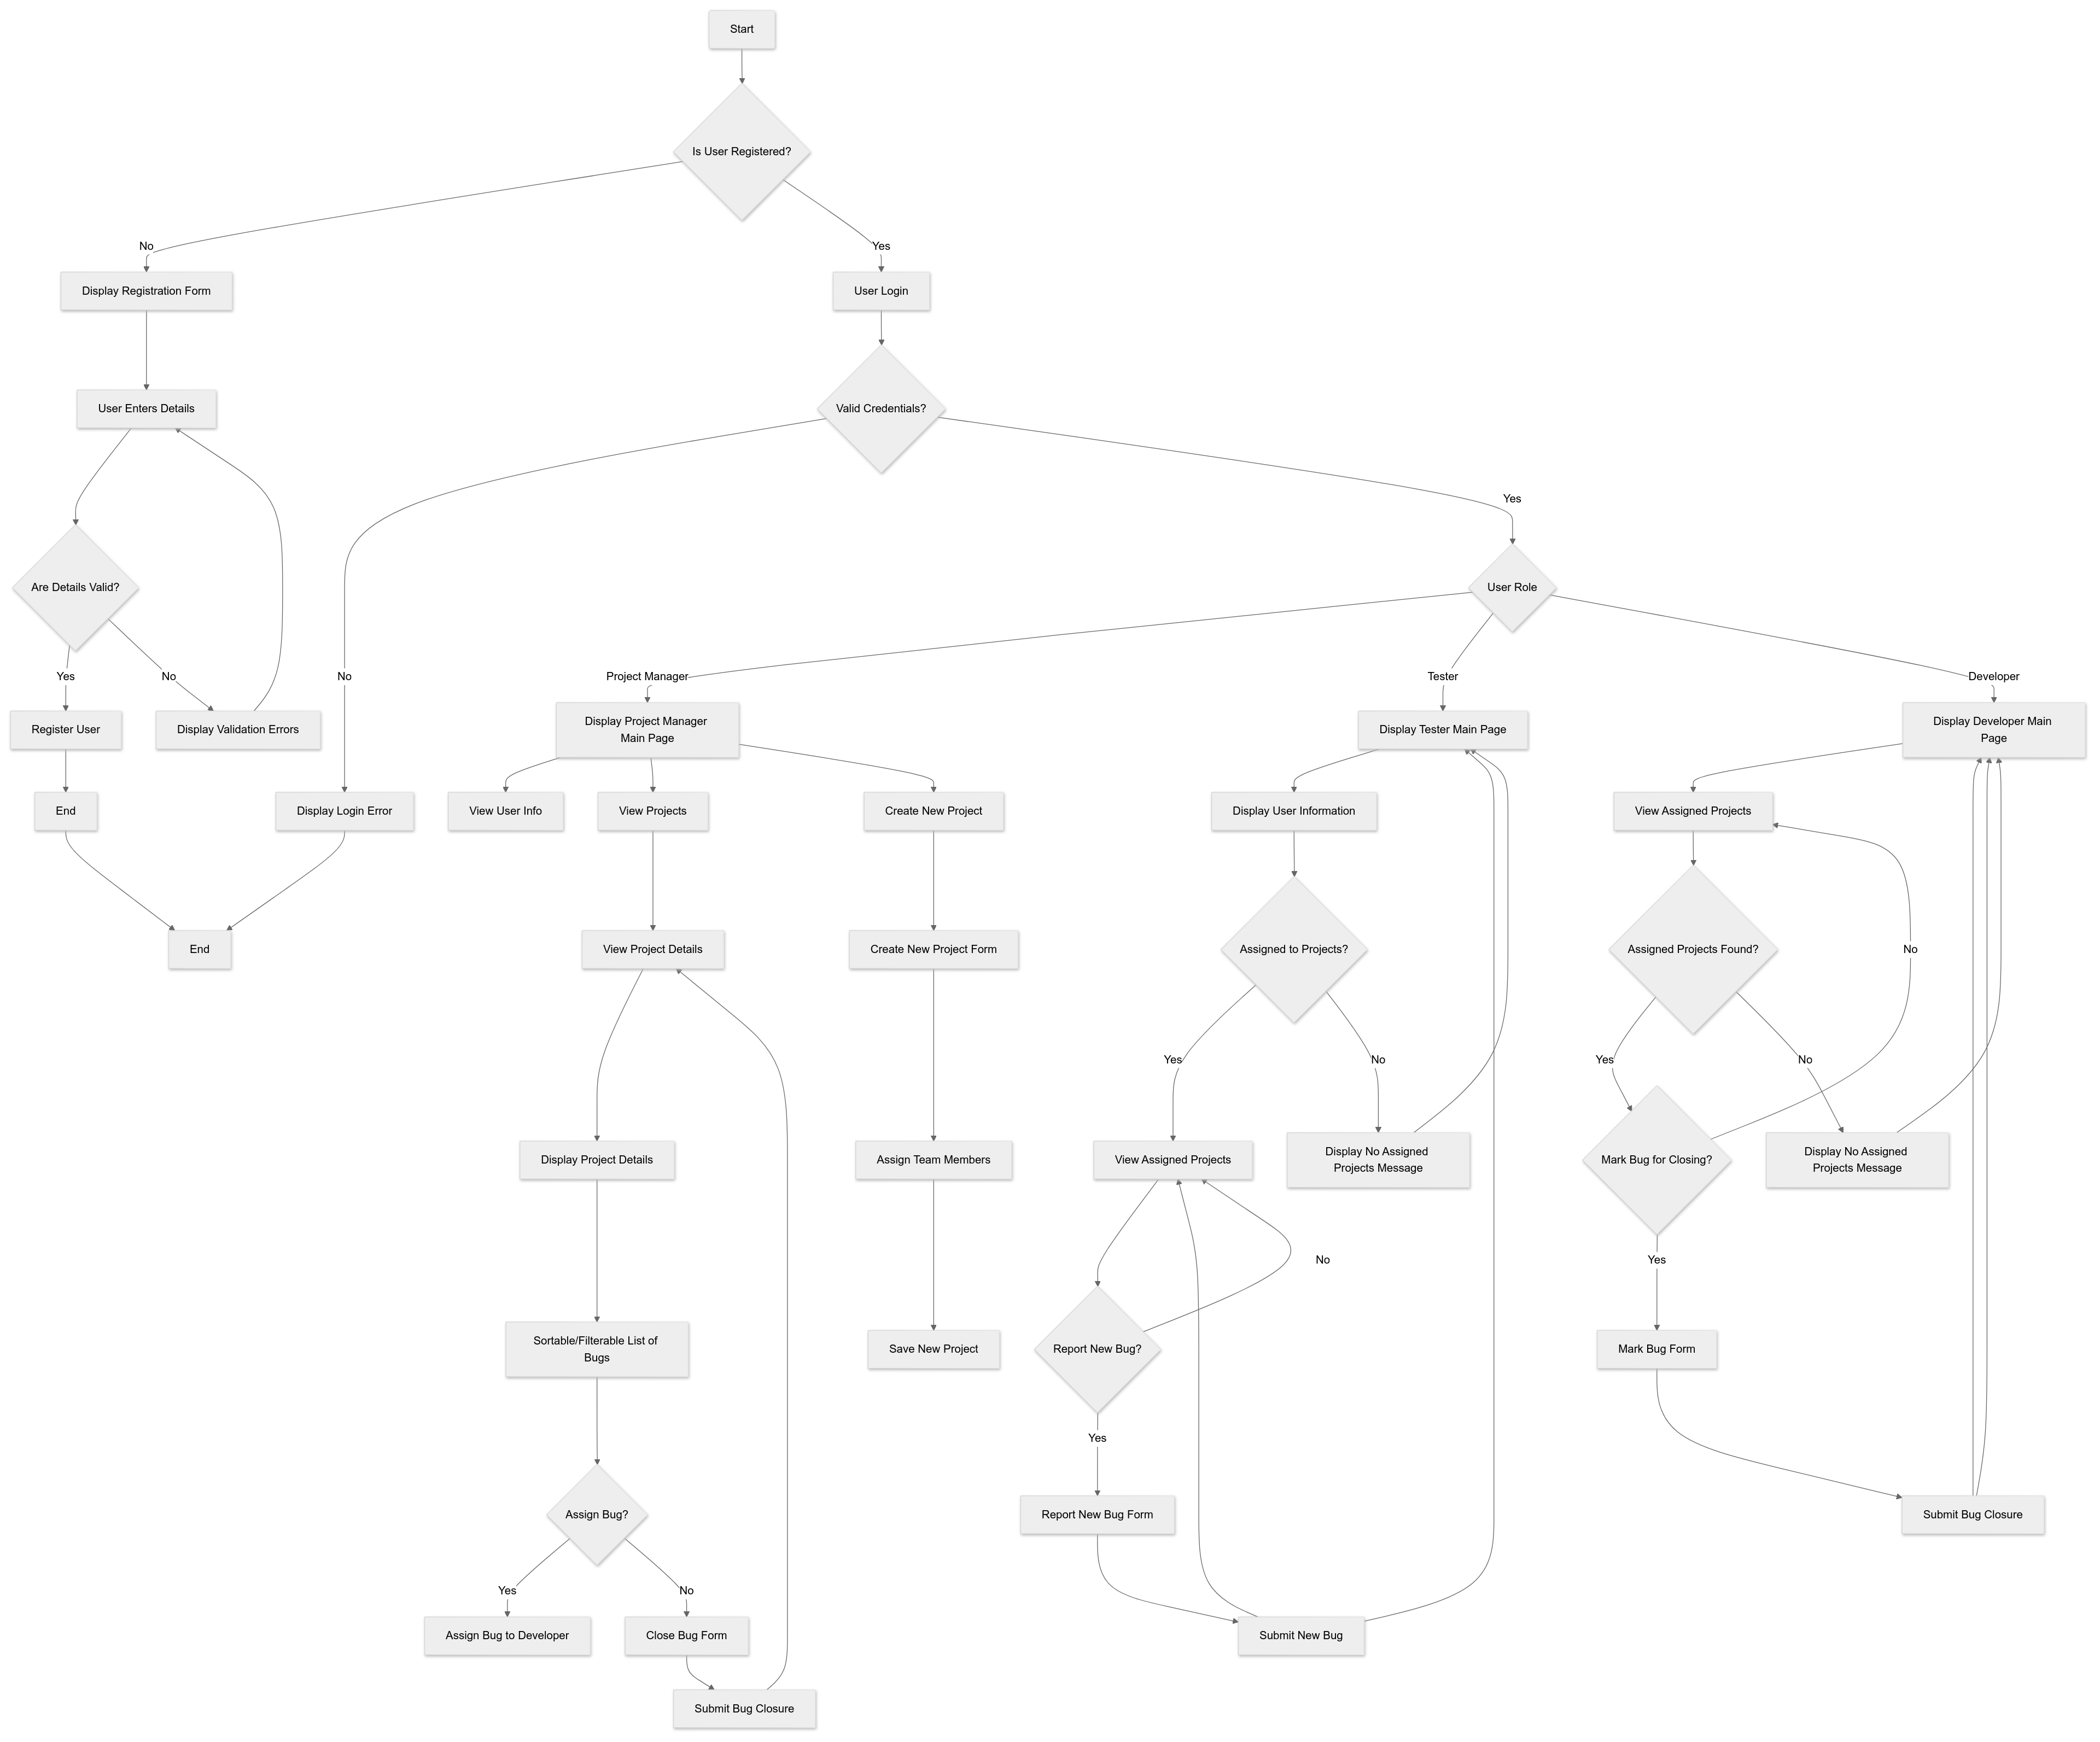 Start
Is User Registered?
No
Yes
Display Registration Form
User Login
User Enters Details
Valid Credentials?
Yes
Are Details Valid?
User Role
Yes
No
No
Project Manager
Tester
Developer
Register User
Display Validation Errors
Display Project Manager
Main Page
Display Tester Main Page
Display Developer Main
Page
End
Display Login Error
View User Info
View Projects
Create New Project
Display User Information
View Assigned Projects
End
View Project Details
Create New Project Form
Assigned to Projects?
Assigned Projects Found?
No
Yes
No
Yes
No
Display Project Details
Assign Team Members
View Assigned Projects
Display No Assigned
Projects Message
Mark Bug for Closing?
Display No Assigned
Projects Message
No
Yes
Sortable/Filterable List of
Bugs
Save New Project
Report New Bug?
Mark Bug Form
Yes
Assign Bug?
Report New Bug Form
Submit Bug Closure
Yes
No
Assign Bug to Developer
Close Bug Form
Submit New Bug
Submit Bug Closure